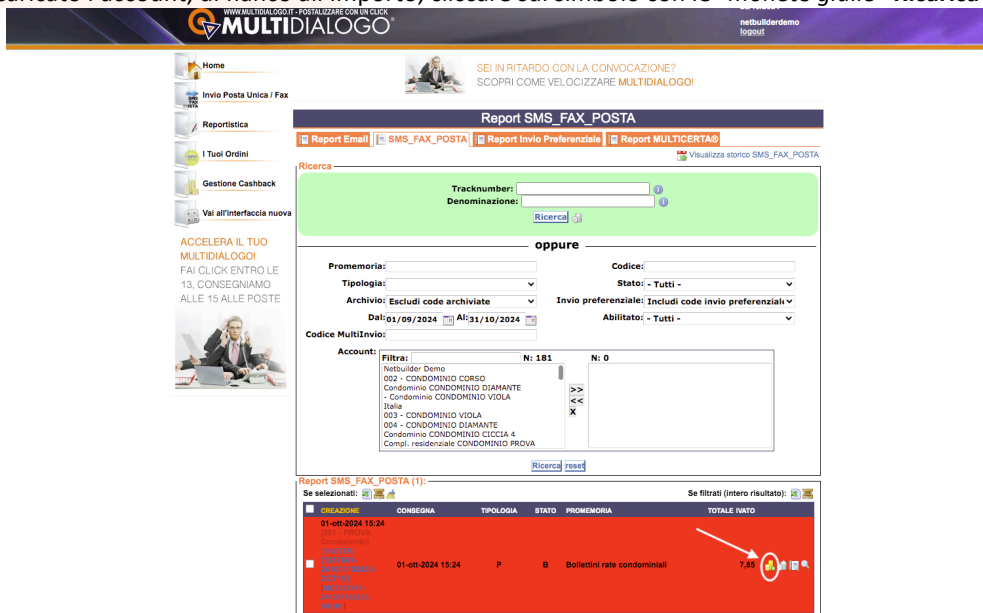 WWW.MULTIDIALOGO.IT - POSTALIZZARE CON UN CLICK
MULTIDIALOGO®
netbuilderdemo
logout
Home
Invio Posta Unica / Fax
Reportistica
I Tuoi Ordini
Gestione Cashback
Vai all'interfaccia nuova
ACCELERA IL TUO
MULTIDIALOGO!
FAI CLICK ENTRO LE
13, CONSEGNIAMO
ALLE 15 ALLE POSTE
SEI IN RITARDO CON LA CONVOCAZIONE?
SCOPRI COME VELOCIZZARE MULTIDIALOGO!
Report SMS_FAX_POSTA
Report Email SMS_FAX_POSTA Report Invio Preferenziale Report MULTICERTA®
Visualizza storico SMS_FAX_POSTA
Ricerca
Tracknumber:
Denominazione:
Ricerca
oppure
Promemoria: Codice:
Tipologia: Stato: - Tutti -
Archivio: Escludi code archiviate Invio preferenziale: Includi code invio preferenziale
Dal: 01/09/2024 Al: 31/10/2024 Abilitato: - Tutti -
Codice MultiInvio:
Account:
Filtra: N: 181 N: 0
Netbuilder Demo
002 - CONDOMINIO CORSO
Condominio CONDOMINIO DIAMANTE
- Condominio CONDOMINIO VIOLA
Italia
003 - CONDOMINIO VIOLA
004 - CONDOMINIO DIAMANTE
Condominio CONDOMINIO CICCIA 4
Compl. residenziale CONDOMINIO PROVA
>>
<<
X
Ricerca reset
Report SMS_FAX_POSTA (1):
Se selezionati: Se filtrati (intero risultato):
CREAZIONE CONSEGNA TIPOLOGIA STATO PROMEMORIA TOTALE IVATO
01-ott-2024 15:24
01-ott-2024 15:24 P B Bollettini rate condominiali 7,85